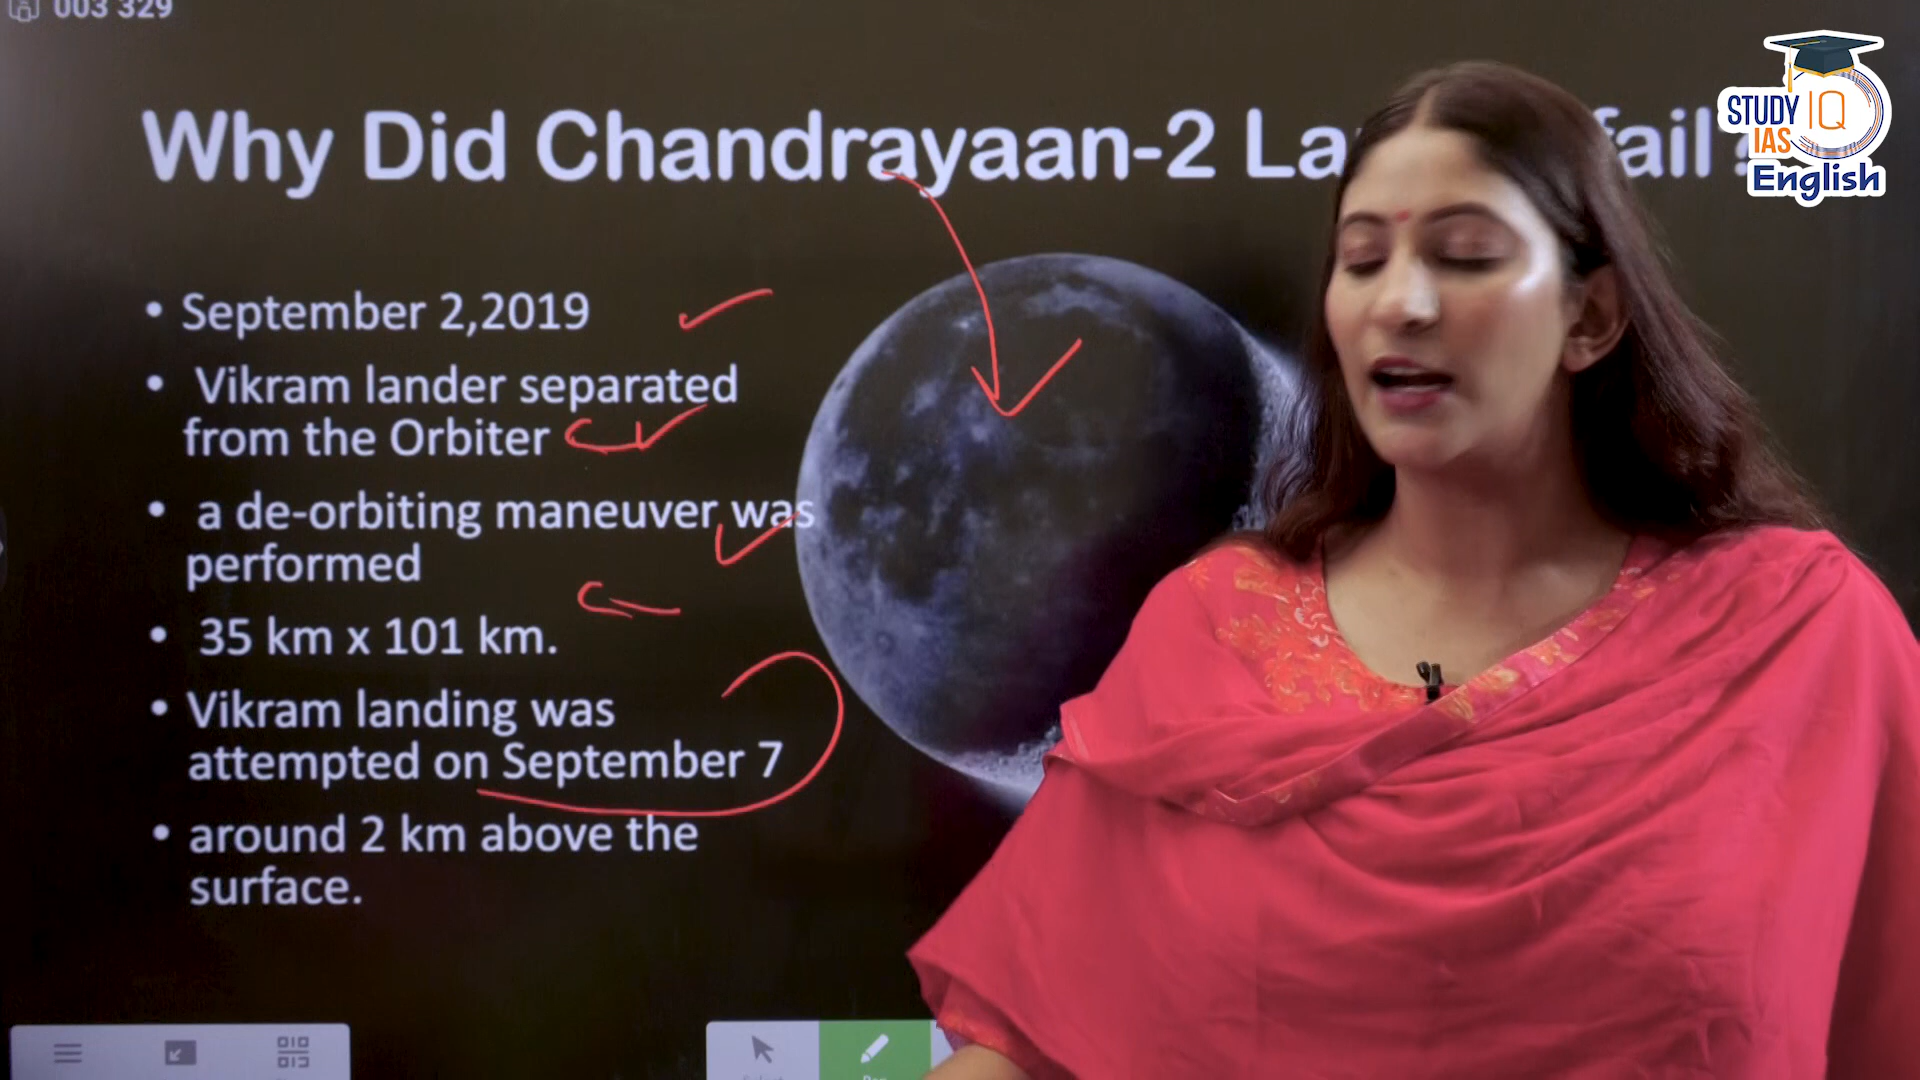 003 329
Why Did Chandrayaan-2 La fail?
STUDY IQ
IAS
English
• September 2,2019
• Vikram lander separated
from the Orbiter
• a de-orbiting maneuver was
performed
• 35 km x 101 km.
• Vikram landing was
attempted on September 7
• around 2 km above the
surface.